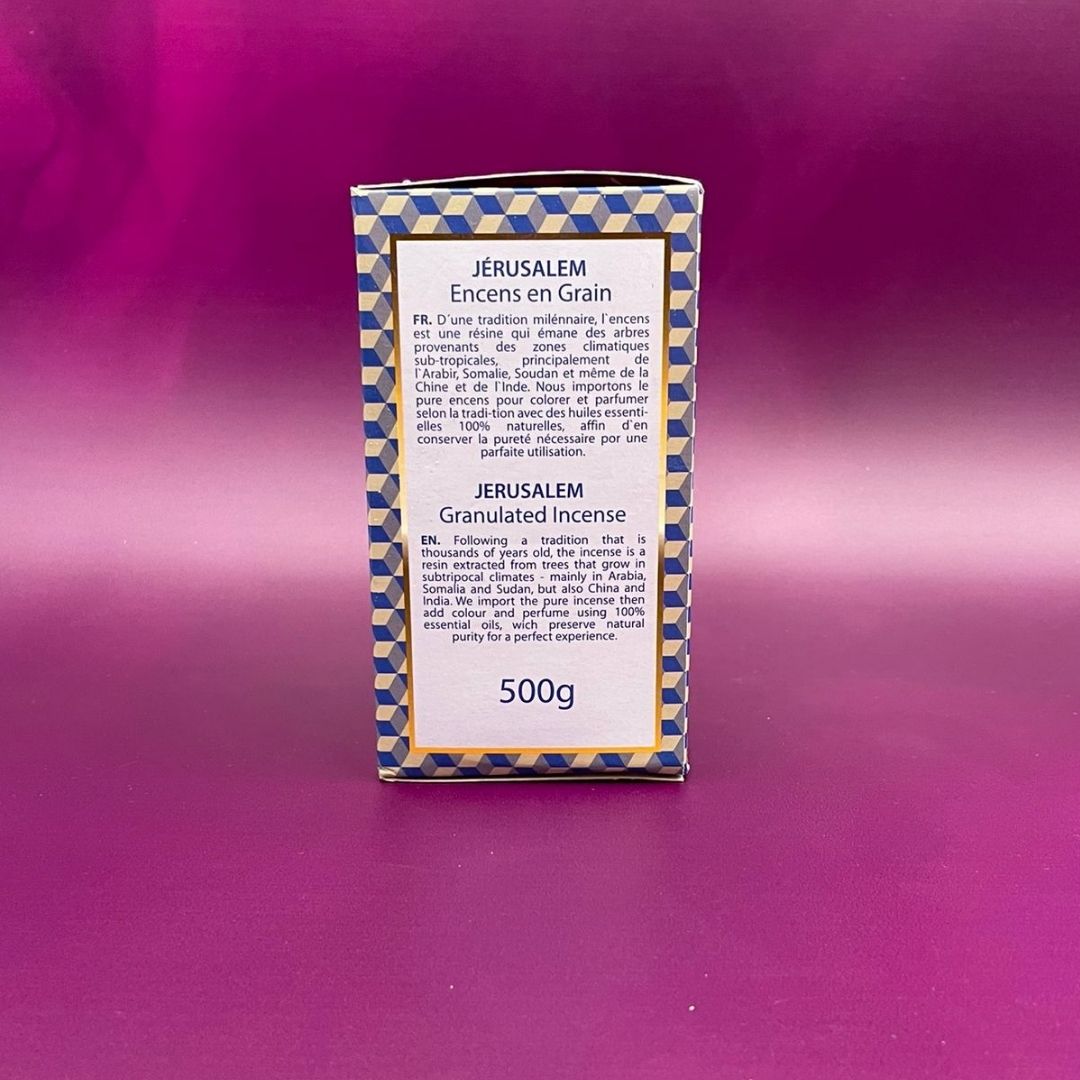 JÉRUSALEM
Encens en Grain
FR. D´une tradition milénnaire, l`encens
est une résine qui émane des arbres
provenants des zones climatiques
sub-tropicales, principalement de
l`Arabir, Somalie, Soudan et même de la
Chine et de l`Inde. Nous importons le
pure encens pour colorer et parfumer
selon la tradi-tion avec des huiles essenti-
elles 100% naturelles, affin d`en
conserver la pureté nécessaire por une
parfaite utilisation.
JERUSALEM
Granulated Incense
EN. Following a tradition that is
thousands of years old, the incense is a
resin extracted from trees that grow in
subtripocal climates - mainly in Arabia,
Somalia and Sudan, but also China and
India. We import the pure incense then
add colour and perfume using 100%
essential oils, wich preserve natural
purity for a perfect experience.
500g